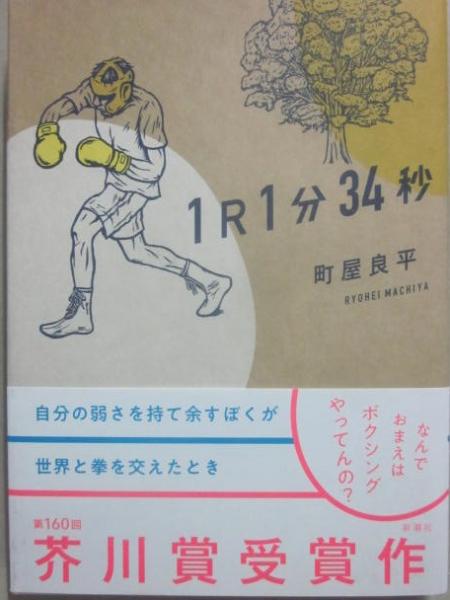 1R1分34秒
町屋良平
RYOHEI MACHIYA
自分の弱さを持て余すぼくが
世界と拳を交えたとき
なんで
おまえは
ボクシング
やってんの?
第160回
新潮社
芥川賞受賞作